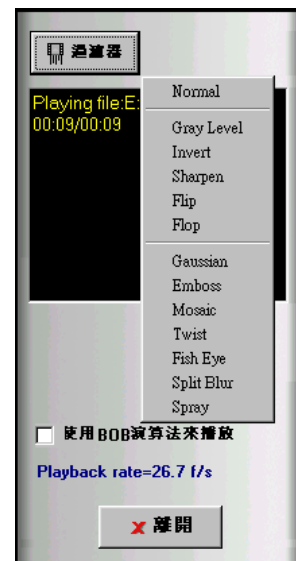 過濾器
Playing file:E:
00:09/00:09
Normal
Gray Level
Invert
Sharpen
Flip
Flop
Gaussian
Emboss
Mosaic
Twist
Fish Eye
Split Blur
Spray
使用BOB演算法來播放
Playback rate=26.7 f/s
離開